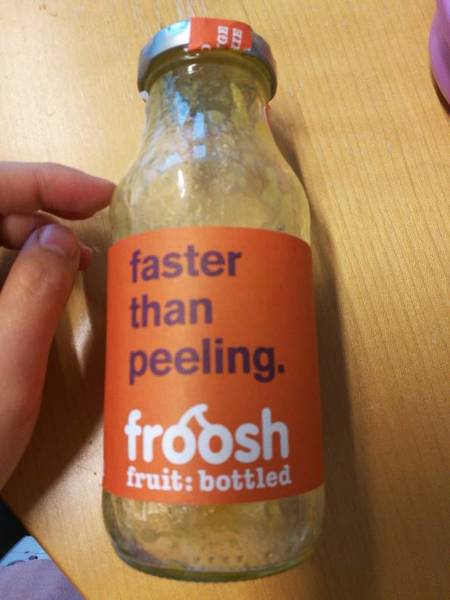 faster
than
peeling.
froosh
fruit: bottled